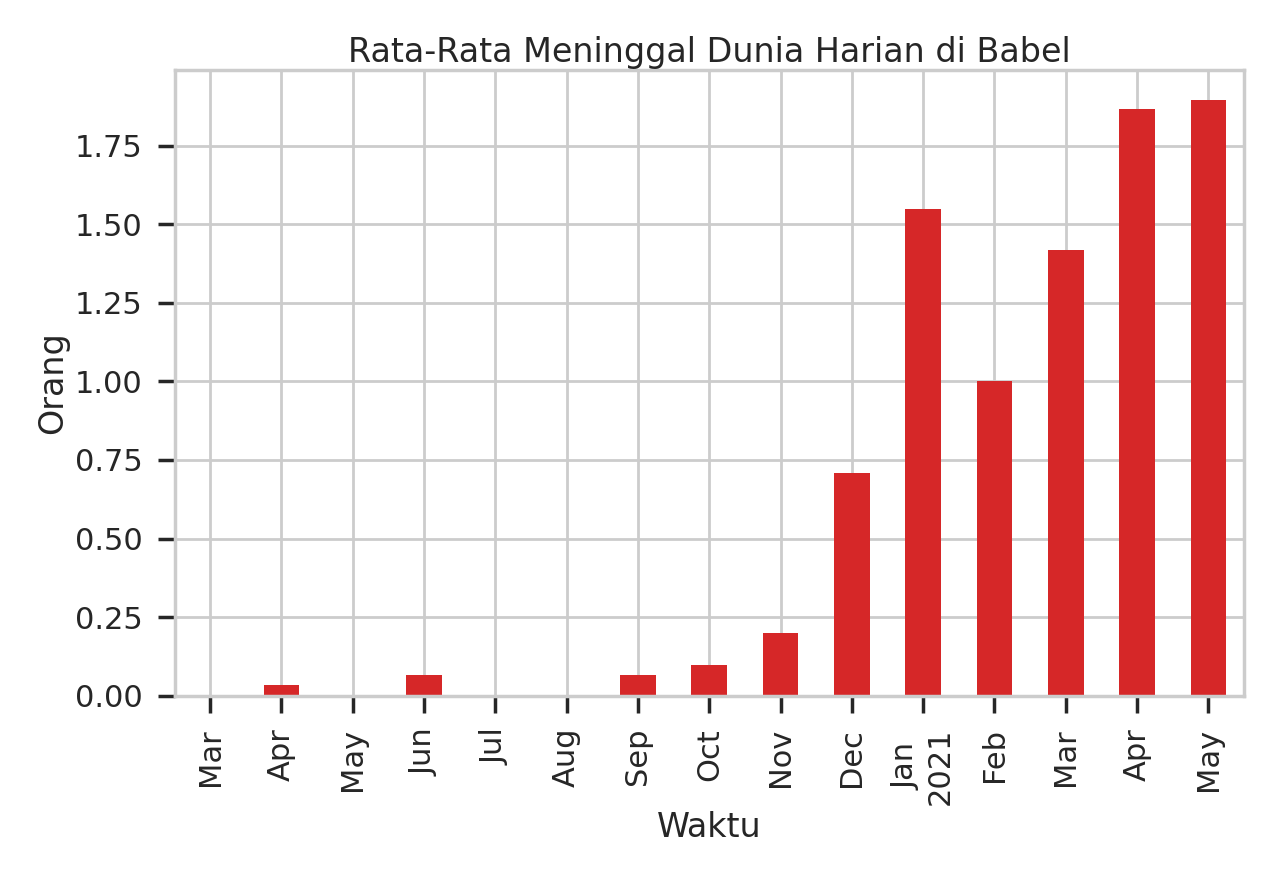 Rata-Rata Meninggal Dunia Harian di Babel
Orang
1.75
1.50
1.25
1.00
0.75
0.50
0.25
0.00
Mar
Apr
May
Jun
Jul
Aug
Sep
Oct
Nov
Dec
Jan
2021
Feb
Mar
Apr
May
Waktu